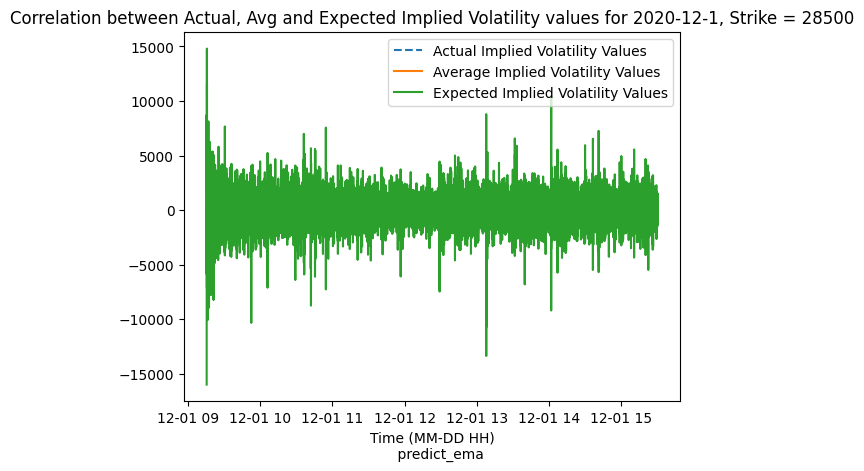 Correlation between Actual, Avg and Expected Implied Volatility values for 2020-12-1, Strike = 28500
Actual Implied Volatility Values
Average Implied Volatility Values
Expected Implied Volatility Values
15000
10000
5000
0
−5000
−10000
−15000
12-01 09 12-01 10 12-01 11 12-01 12 12-01 13 12-01 14 12-01 15
Time (MM-DD HH)
predict_ema